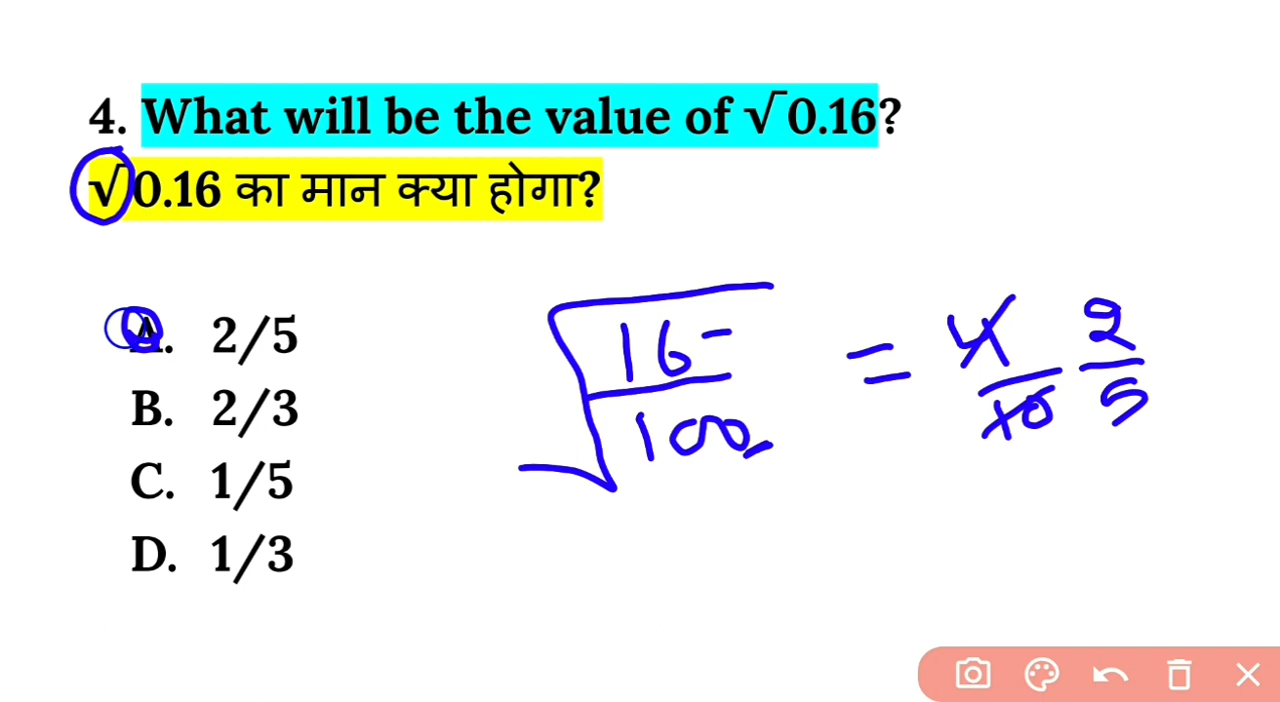 4. What will be the value of √0.16?
√0.16 का मान क्या होगा?
A. 2/5
B. 2/3
C. 1/5
D. 1/3
√16/100 = 4/10 2/5